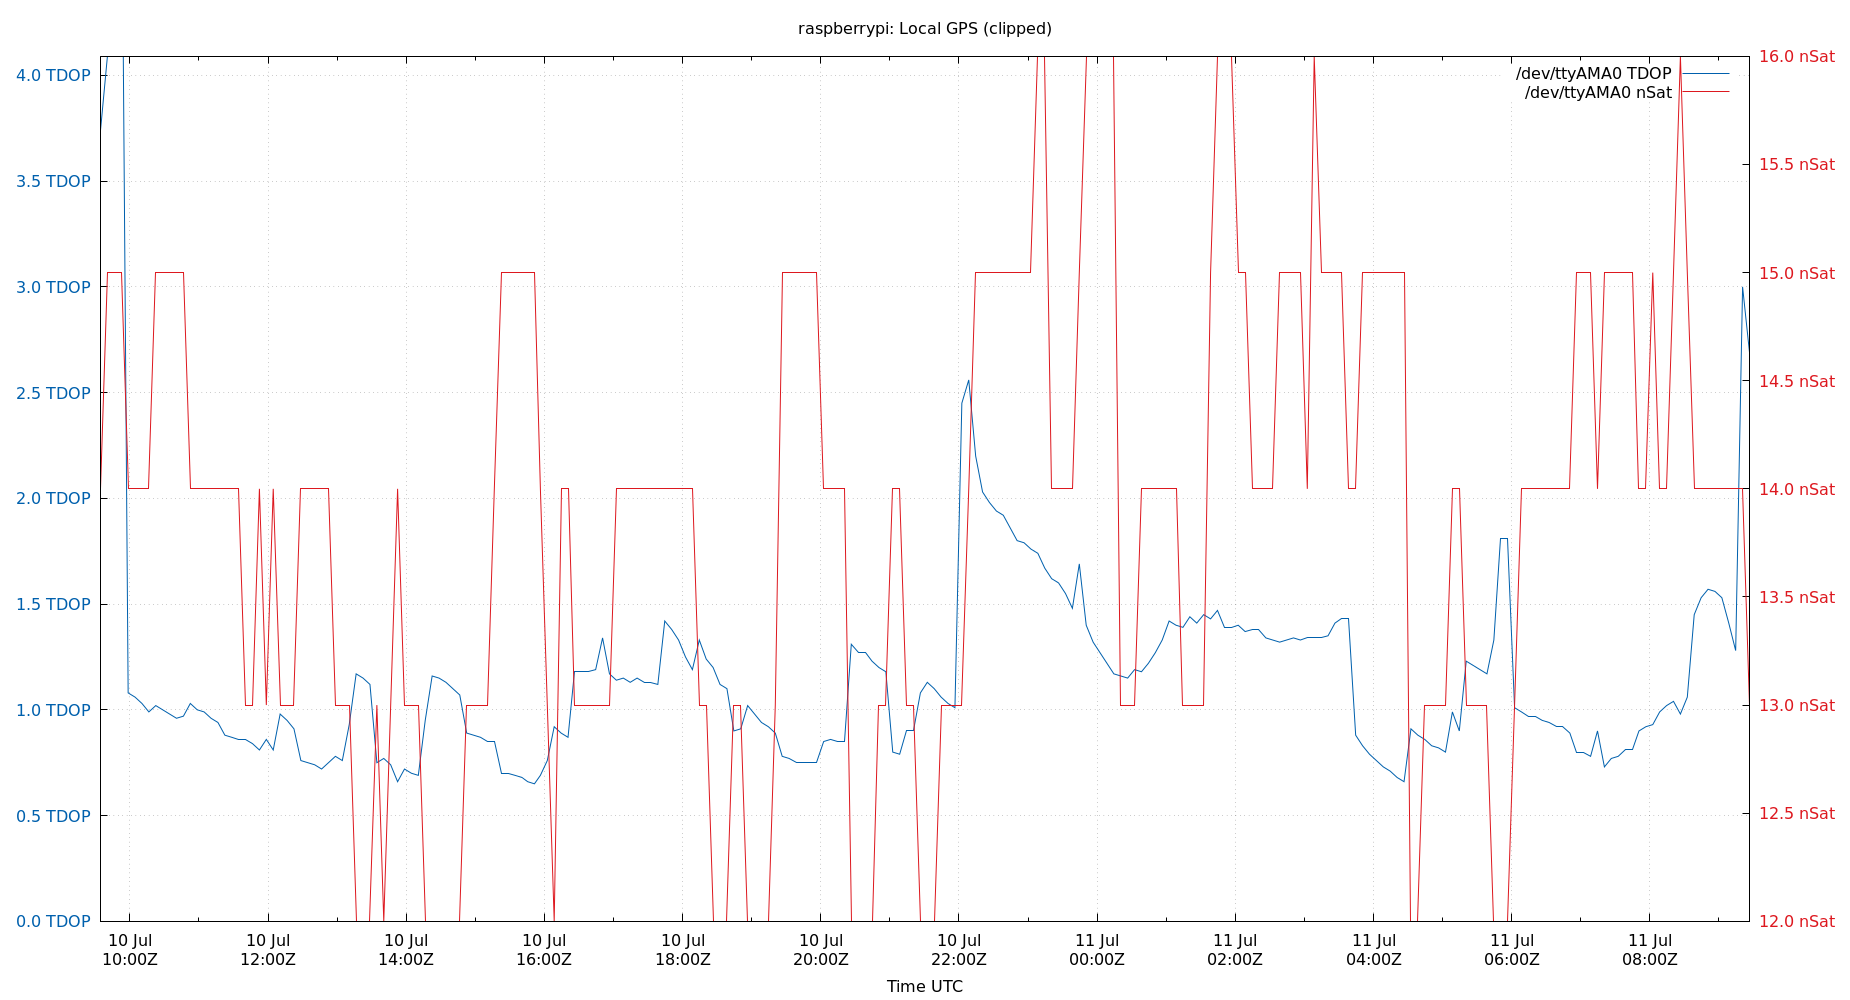 raspberrypi: Local GPS (clipped)
/dev/ttyAMA0 TDOP
/dev/ttyAMA0 nSat
4.0 TDOP
3.5 TDOP
3.0 TDOP
2.5 TDOP
2.0 TDOP
1.5 TDOP
1.0 TDOP
0.5 TDOP
0.0 TDOP
16.0 nSat
15.5 nSat
15.0 nSat
14.5 nSat
14.0 nSat
13.5 nSat
13.0 nSat
12.5 nSat
12.0 nSat
10 Jul
10:00Z
10 Jul
12:00Z
10 Jul
14:00Z
10 Jul
16:00Z
10 Jul
18:00Z
10 Jul
20:00Z
10 Jul
22:00Z
11 Jul
00:00Z
11 Jul
02:00Z
11 Jul
04:00Z
11 Jul
06:00Z
11 Jul
08:00Z
Time UTC